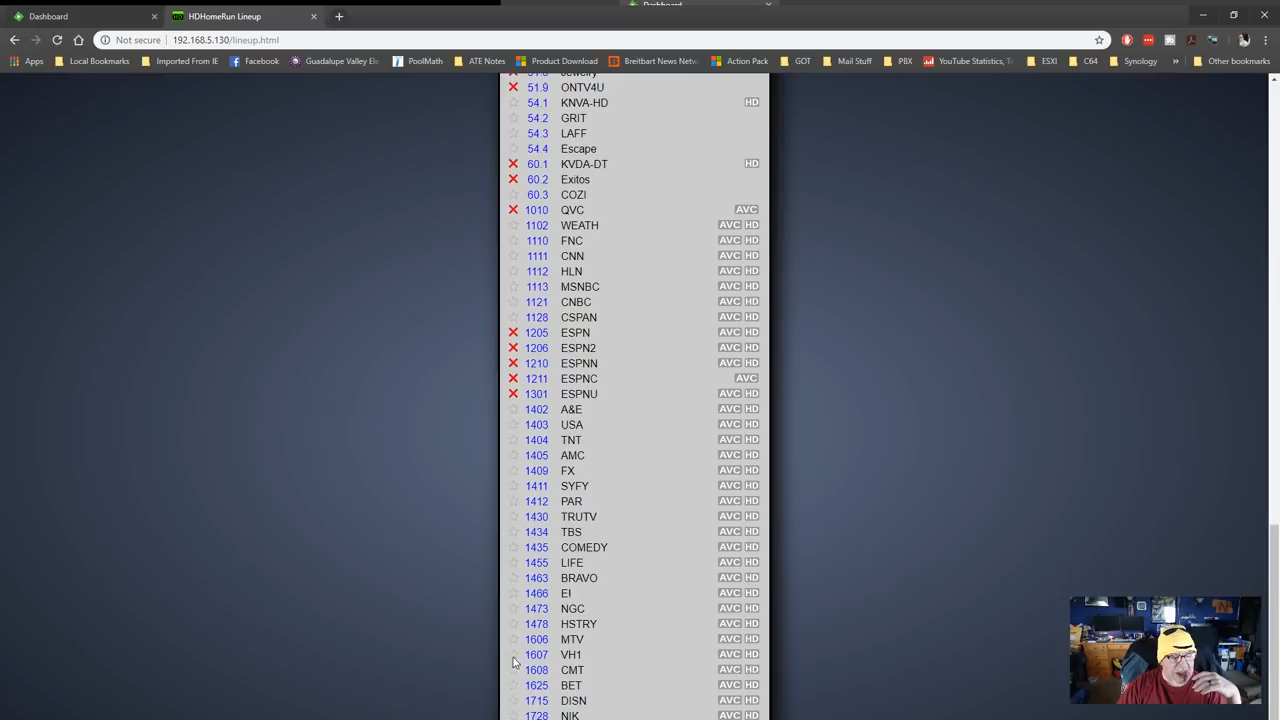 Dashboard
Dashboard
HDHomeRun Lineup
Not secure 192.168.5.130/lineup.html
Apps Local Bookmarks Imported From IE Facebook Guadalupe Valley Ele PoolMath ATE Notes Product Download Breitbart News Netw Action Pack GOT Mail Stuff PBX YouTube Statistics, T ESXI C64 Synology » Other bookmarks
Jewelry
51.9 ONTV4U
54.1 KNVA-HD HD
54.2 GRIT
54.3 LAFF
54.4 Escape
60.1 KVDA-DT HD
60.2 Exitos
60.3 COZI
1010 QVC AVC
1102 WEATH AVC HD
1110 FNC AVC HD
1111 CNN AVC HD
1112 HLN AVC HD
1113 MSNBC AVC HD
1121 CNBC AVC HD
1128 CSPAN AVC HD
1205 ESPN AVC HD
1206 ESPN2 AVC HD
1210 ESPNN AVC HD
1211 ESPNC AVC
1301 ESPNU AVC HD
1402 A&E AVC HD
1403 USA AVC HD
1404 TNT AVC HD
1405 AMC AVC HD
1409 FX AVC HD
1411 SYFY AVC HD
1412 PAR AVC HD
1430 TRUTV AVC HD
1434 TBS AVC HD
1435 COMEDY AVC HD
1455 LIFE AVC HD
1463 BRAVO AVC HD
1466 E! AVC HD
1473 NGC AVC HD
1478 HSTRY AVC HD
1606 MTV AVC HD
1607 VH1 AVC HD
1608 CMT AVC HD
1625 BET AVC HD
1715 DISN AVC HD
1728 NIK AVC HD